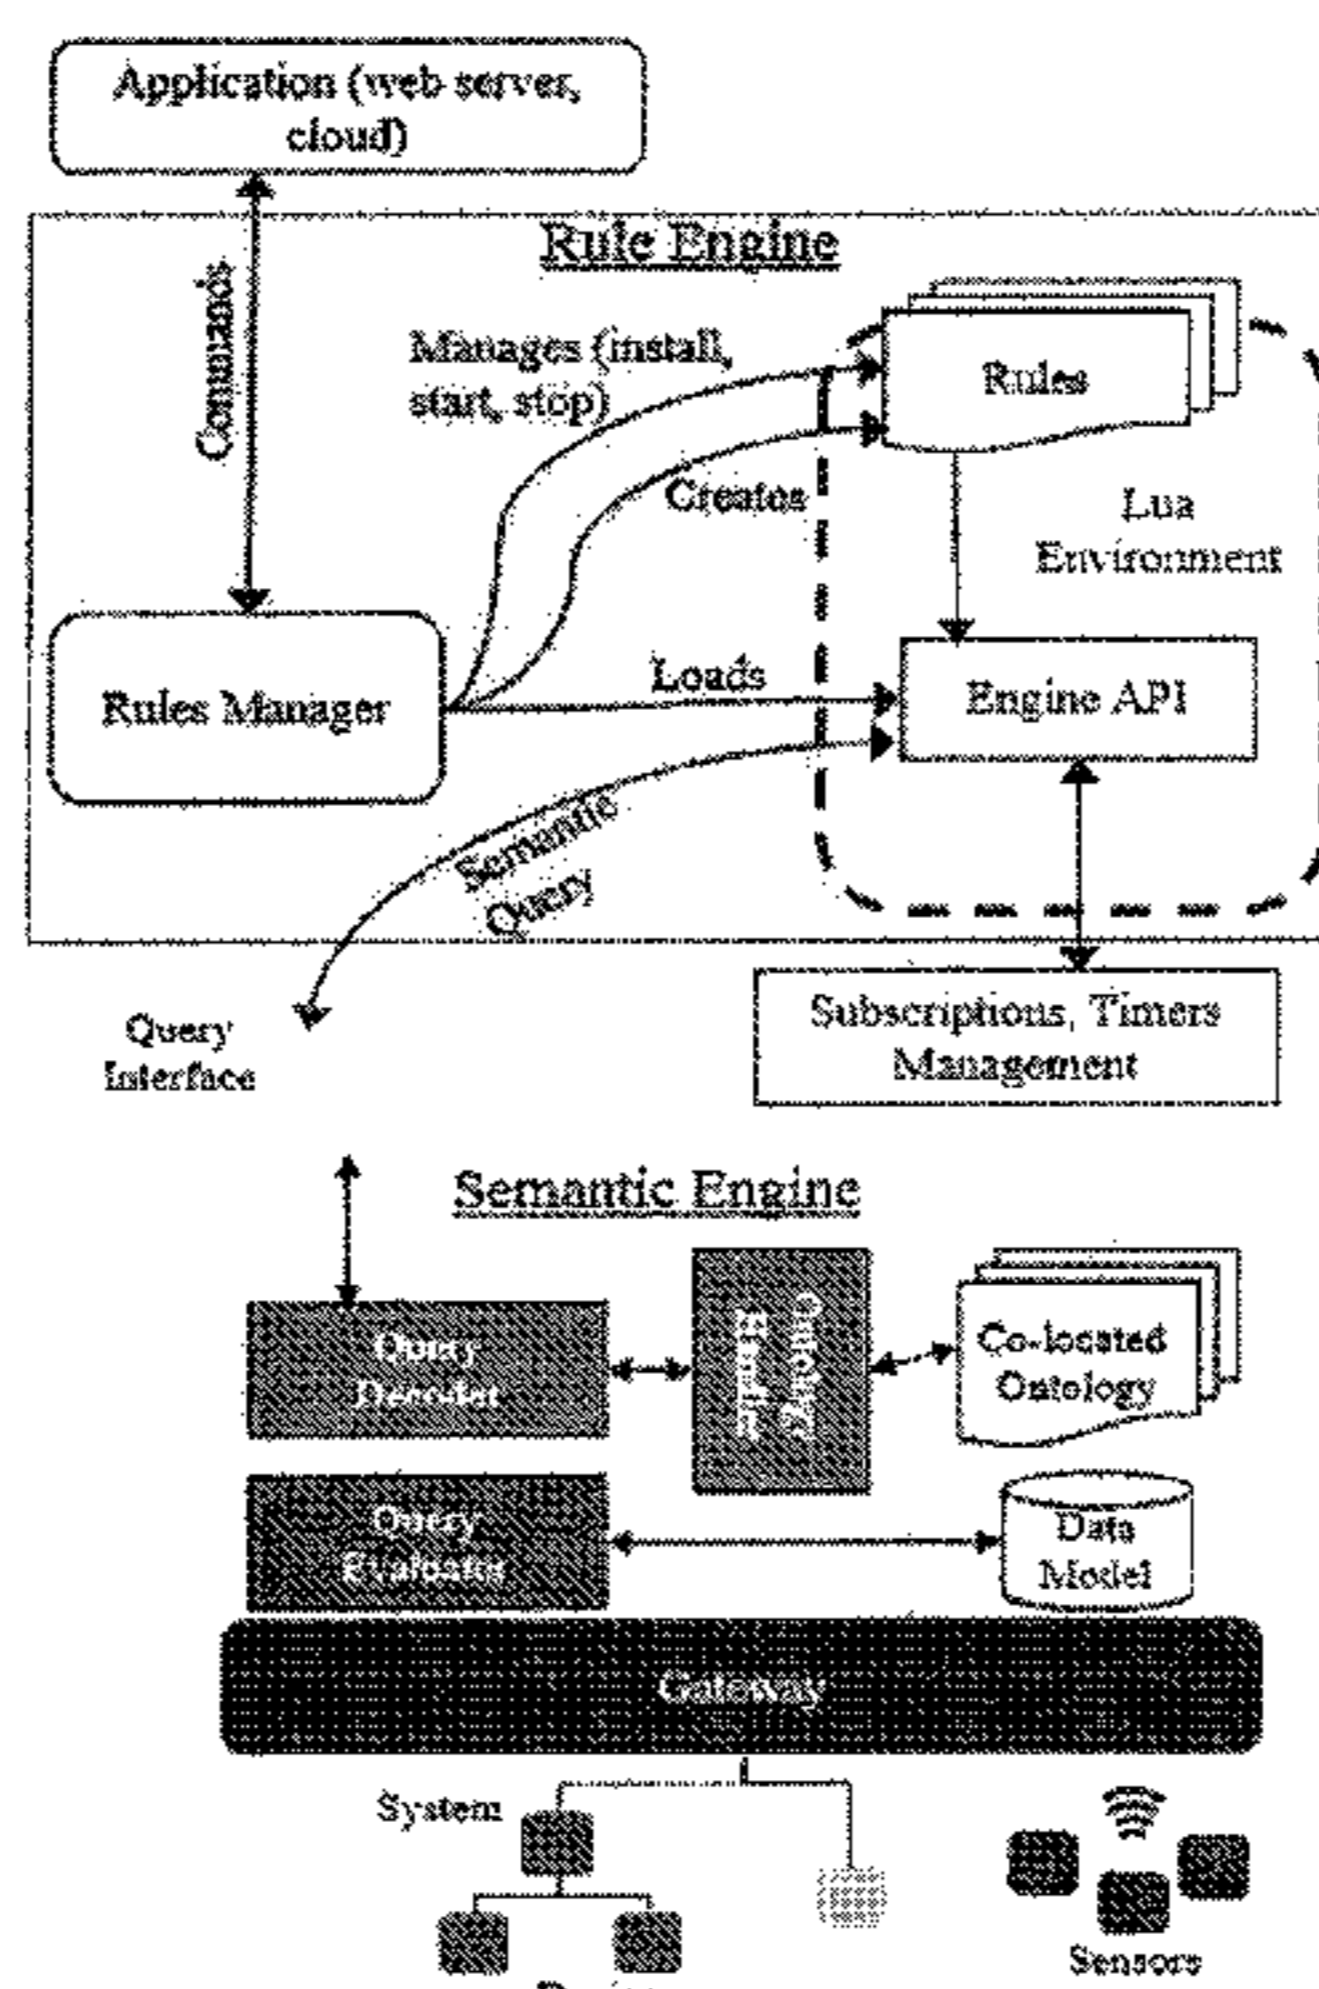 Application (web server,
cloud)
Rule Engine
Commands
Manages (install,
start, stop)
Rules
Creates
Lua
Environment
Loads
Rules Manager
Engine API
Semantic
Query
Query
Interface
Subscriptions, Timers
Management
Semantic Engine
Query
Decoder
Ontology
Handler
Co-located
Ontology
Query
Evaluator
Data
Model
Gateway
System
Sensors